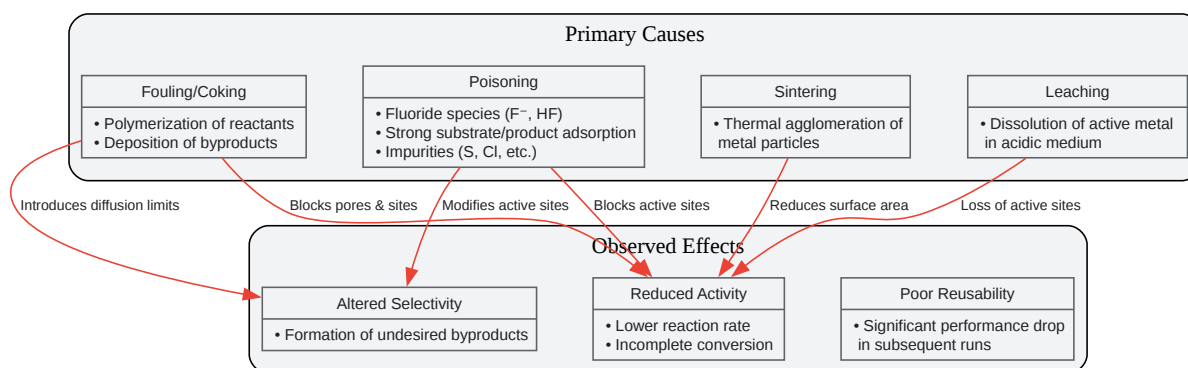 Primary Causes
Fouling/Coking
• Polymerization of reactants
• Deposition of byproducts
Poisoning
• Fluoride species (F⁻, HF)
• Strong substrate/product adsorption
• Impurities (S, Cl, etc.)
Sintering
• Thermal agglomeration of
metal particles
Leaching
• Dissolution of active metal
in acidic medium
Introduces diffusion limits
Blocks pores & sites
Modifies active sites
Blocks active sites
Reduces surface area
Loss of active sites
Observed Effects
Altered Selectivity
• Formation of undesired byproducts
Reduced Activity
• Lower reaction rate
• Incomplete conversion
Poor Reusability
• Significant performance drop
in subsequent runs